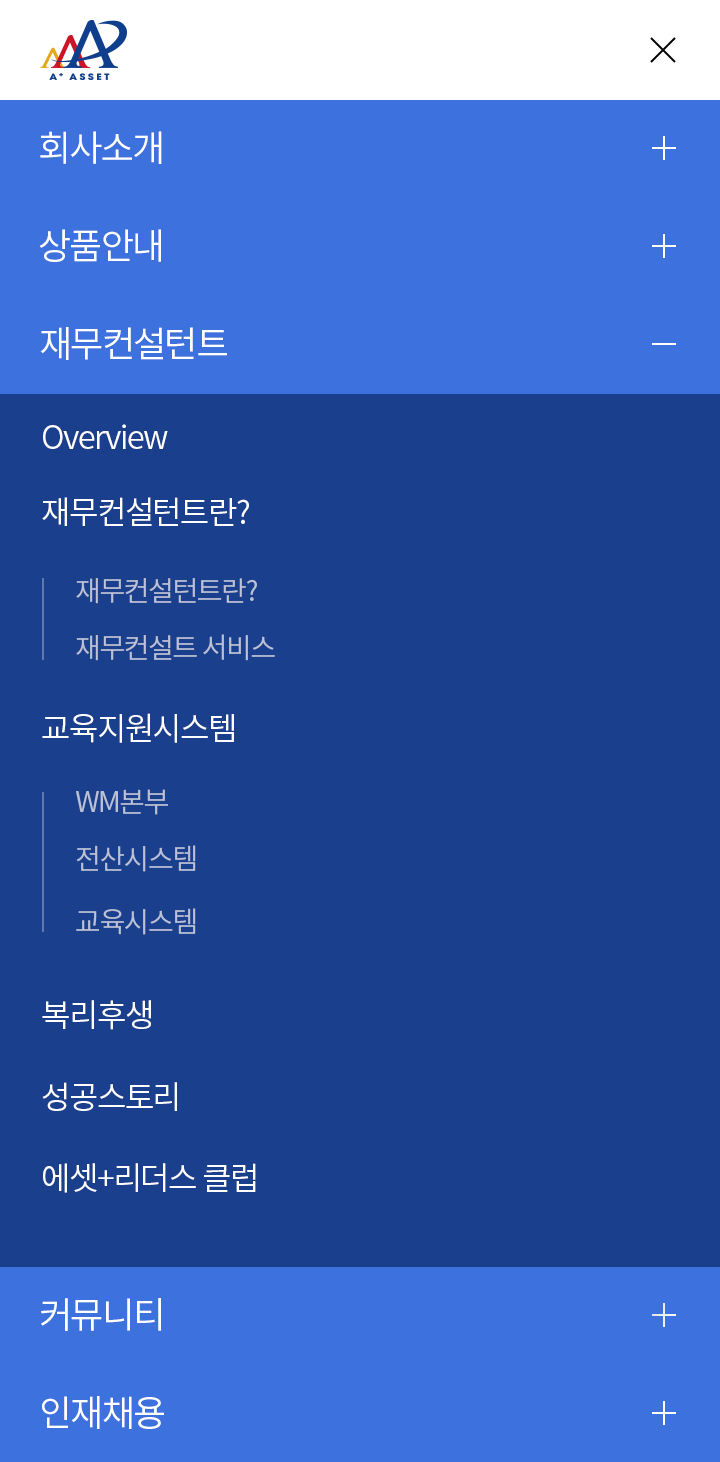 A+ ASSET
회사소개
상품안내
재무컨설턴트
Overview
재무컨설턴트란?
재무컨설턴트란?
재무컨설트 서비스
교육지원시스템
WM본부
전산시스템
교육시스템
복리후생
성공스토리
에셋+리더스 클럽
커뮤니티
인재채용